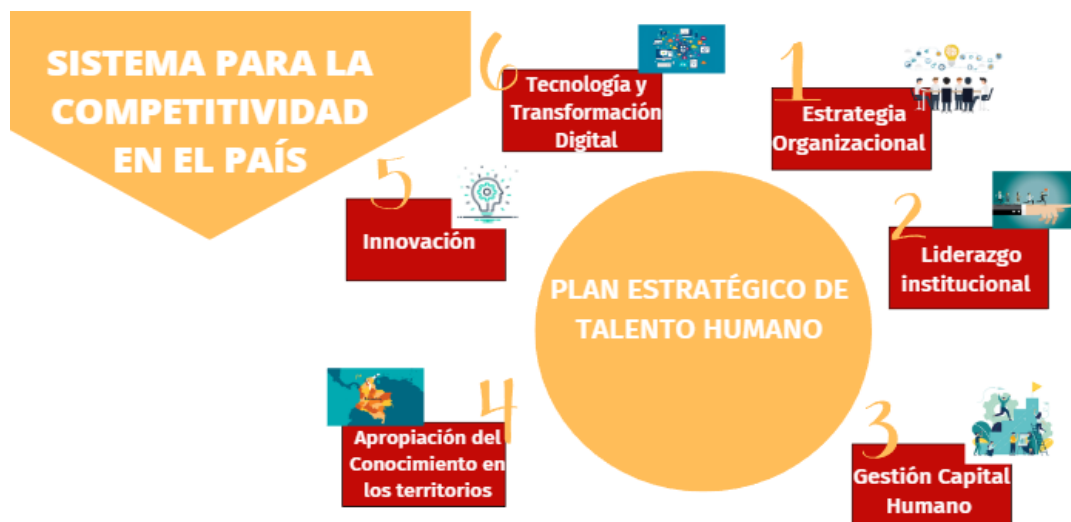 SISTEMA PARA LA
COMPETITIVIDAD
EN EL PAÍS
PLAN ESTRATÉGICO DE
TALENTO HUMANO
1
Estrategia
Organizacional
2
Liderazgo
institucional
3
Gestión Capital
Humano
4
Apropiación del
Conocimiento en
los territorios
5
Innovación
6
Tecnología y
Transformación
Digital